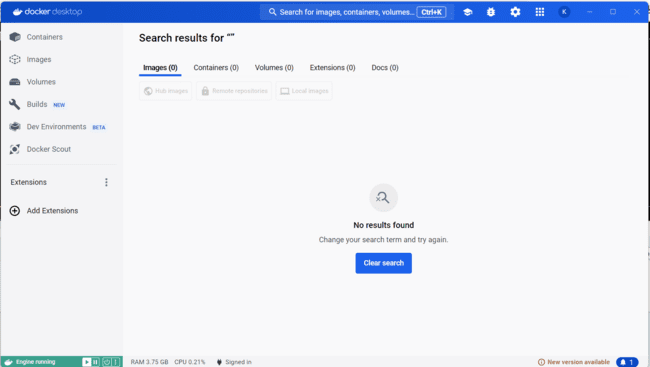 docker desktop
Search for images, containers, volumes... Ctrl+K
K
Containers
Images
Volumes
Builds NEW
Dev Environments BETA
Docker Scout
Extensions
Add Extensions
Search results for “”
Images (0) Containers (0) Volumes (0) Extensions (0) Docs (0)
Hub images Remote repositories Local images
No results found
Change your search term and try again.
Clear search
Engine running
RAM 3.75 GB CPU 0.21% Signed in
New version available
1